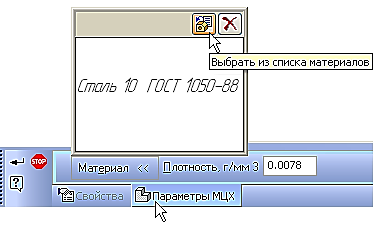 Выбрать из списка материалов
Сталь 10 ГОСТ 1050-88
STOP
Материал << Плотность, г/мм 3 0.0078
Свойства Параметры МЦХ